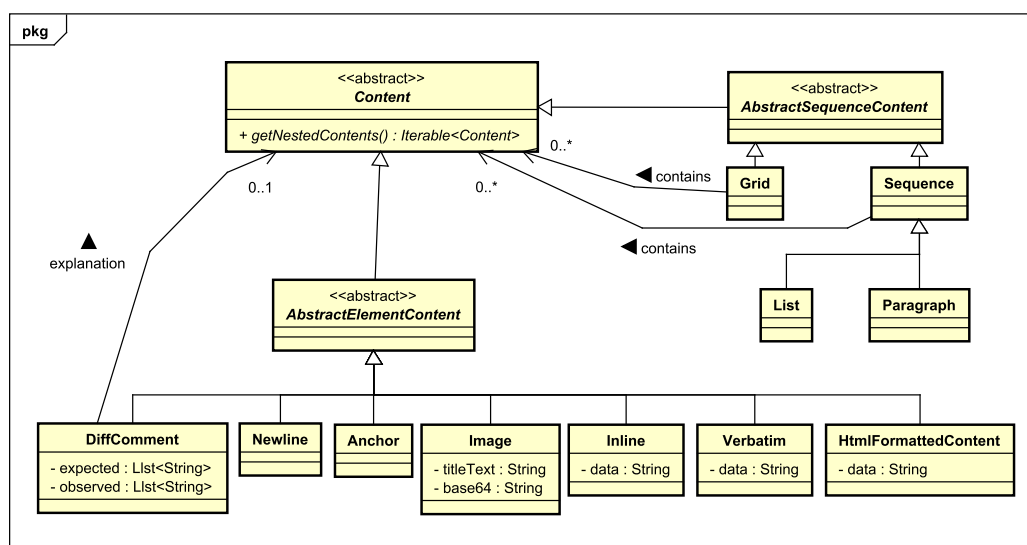 pkg
<<abstract>>
Content
+ getNestedContents() : Iterable<Content>
<<abstract>>
AbstractSequenceContent
0..1
0..*
0..*
contains
Grid
Sequence
explanation
contains
<<abstract>>
AbstractElementContent
List
Paragraph
DiffComment
- expected : LIst<String>
- observed : LIst<String>
Newline
Anchor
Image
- titleText : String
- base64 : String
Inline
- data : String
Verbatim
- data : String
HtmlFormattedContent
- data : String